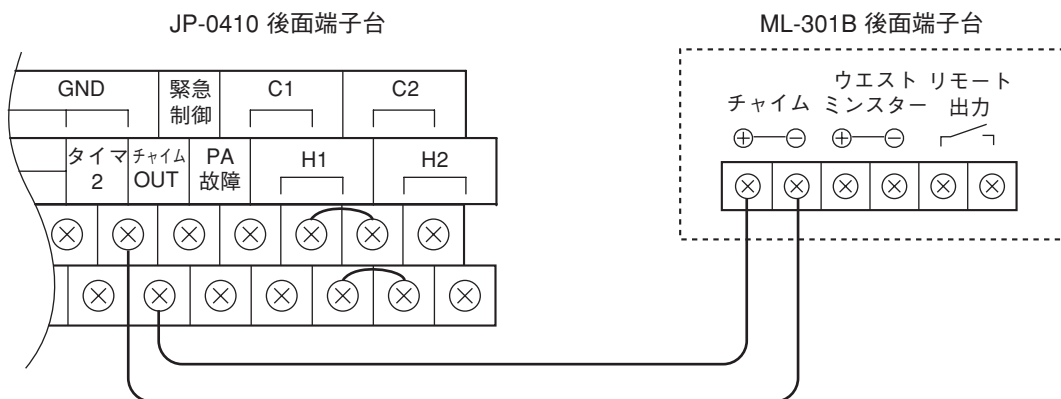 JP-0410 後面端子台
GND
緊急
制御
C1
C2
タイマ
2
チャイム
OUT
PA
故障
H1
H2
ML-301B 後面端子台
チャイム
ウエスト
ミンスター
リモート
出力